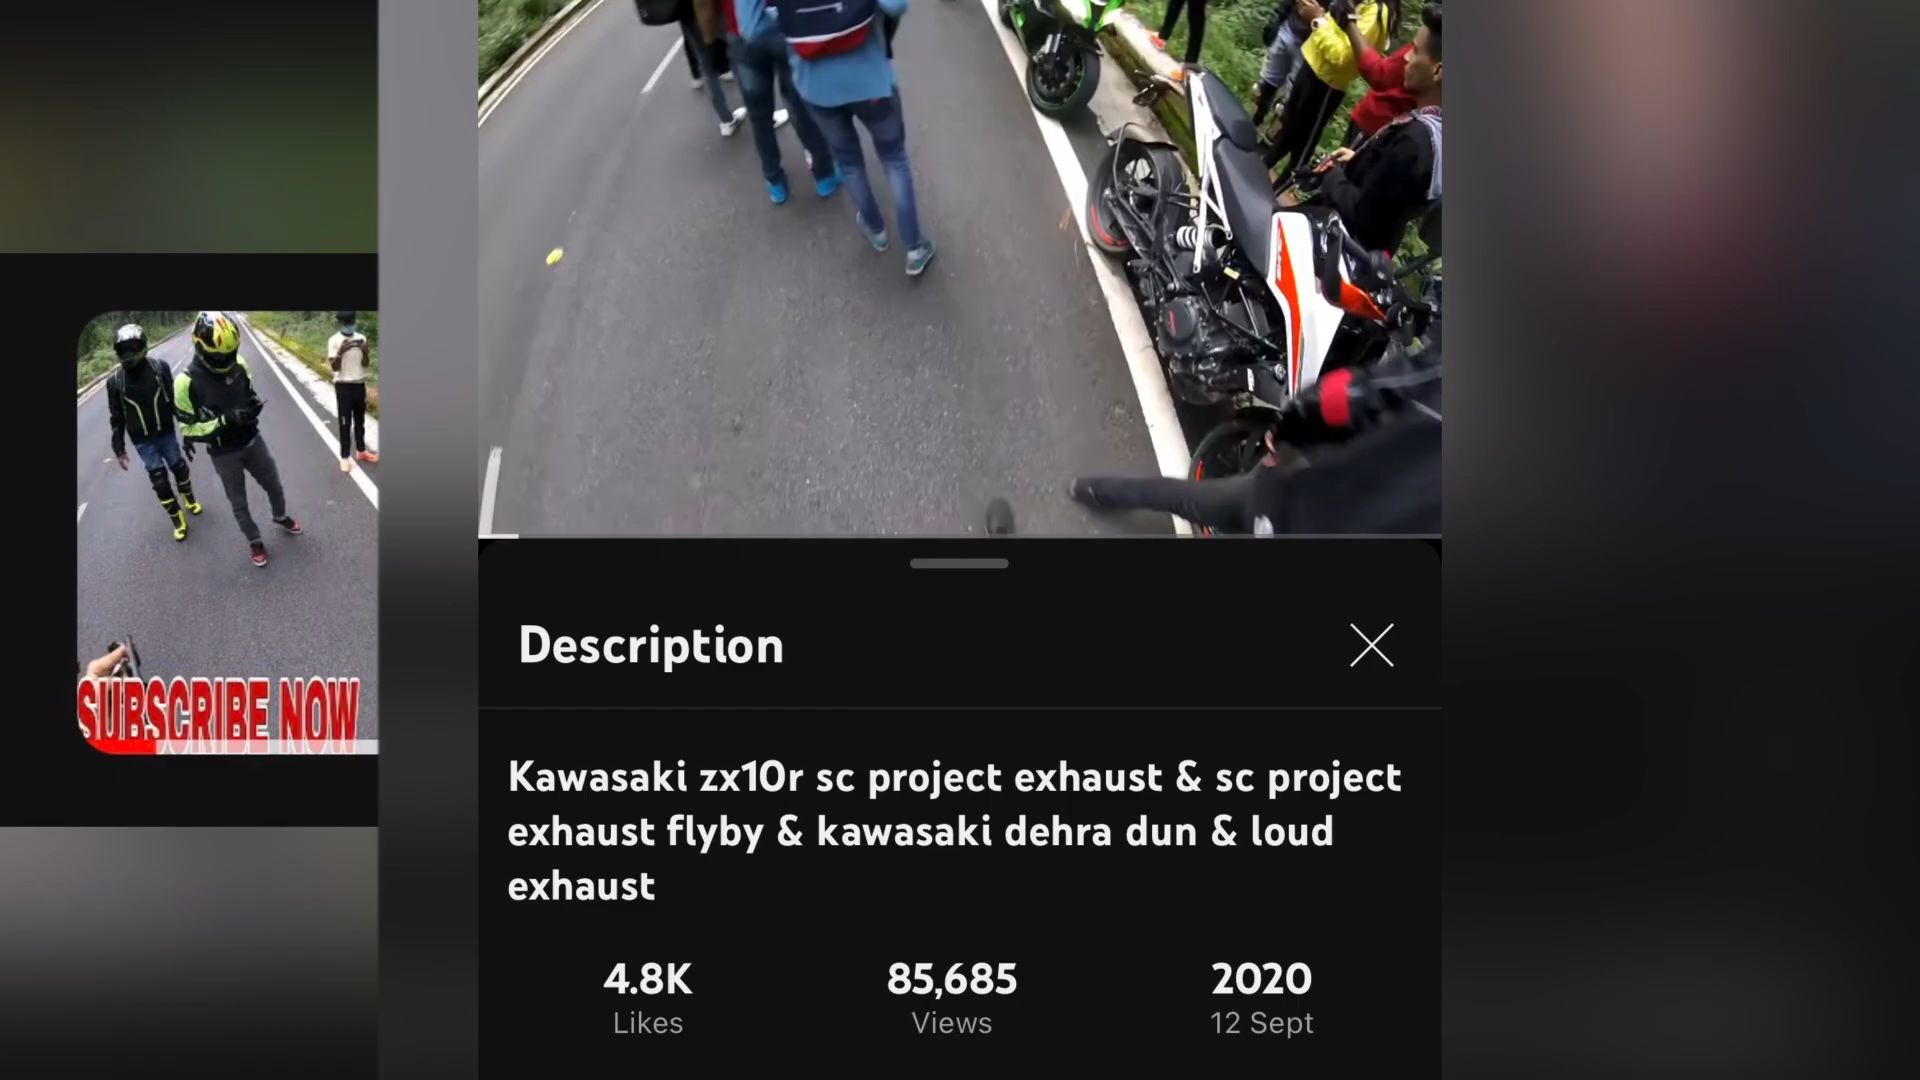 SUBSCRIBE NOW
Description
Kawasaki zx10r sc project exhaust & sc project
exhaust flyby & kawasaki dehra dun & loud
exhaust
4.8K 85,685 2020
Likes Views 12 Sept